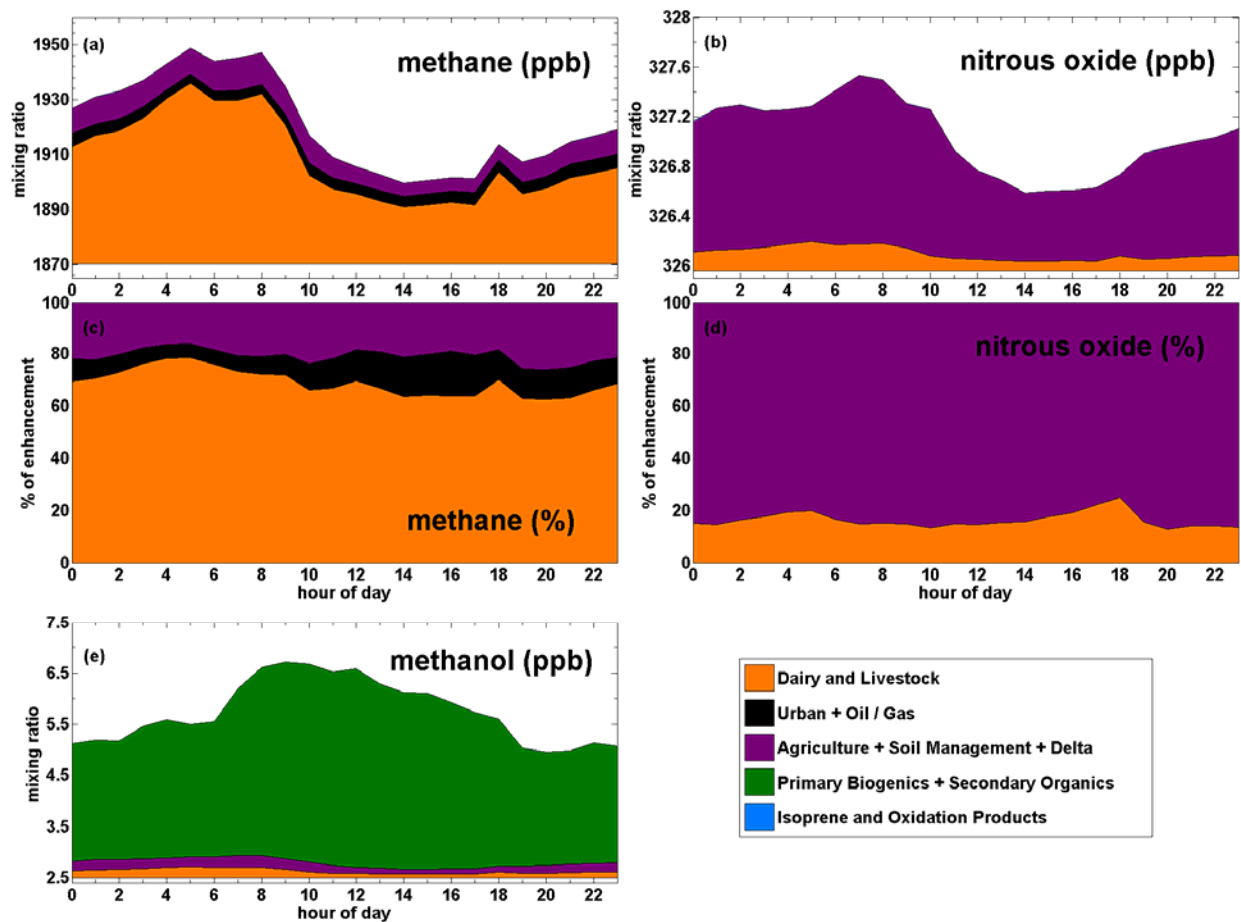 (a)
methane (ppb)
mixing ratio
1950
1930
1910
1890
1870
0 2 4 6 8 10 12 14 16 18 20 22
(b)
nitrous oxide (ppb)
mixing ratio
328
327.6
327.2
326.8
326.4
326
0 2 4 6 8 10 12 14 16 18 20 22
(c)
methane (%)
% of enhancement
100
80
60
40
20
0
0 2 4 6 8 10 12 14 16 18 20 22
hour of day
(d)
nitrous oxide (%)
% of enhancement
100
80
60
40
20
0
0 2 4 6 8 10 12 14 16 18 20 22
hour of day
(e)
methanol (ppb)
mixing ratio
7.5
6.5
5.5
4.5
3.5
2.5
0 2 4 6 8 10 12 14 16 18 20 22
hour of day
Dairy and Livestock
Urban + Oil / Gas
Agriculture + Soil Management + Delta
Primary Biogenics + Secondary Organics
Isoprene and Oxidation Products